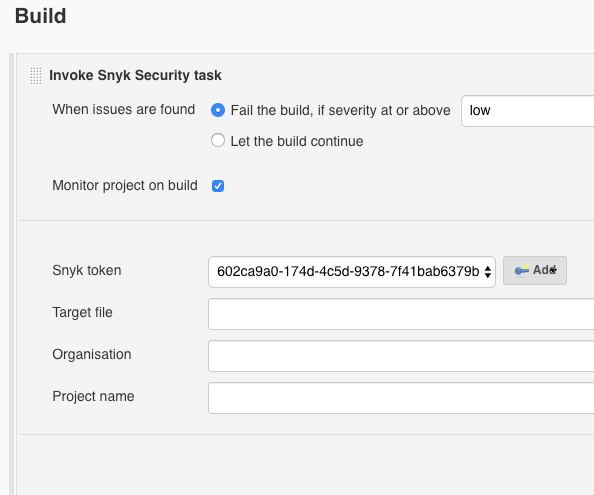 Build
Invoke Snyk Security task
When issues are found
Fail the build, if severity at or above
low
Let the build continue
Monitor project on build
Snyk token
602ca9a0-174d-4c5d-9378-7f41bab6379b
Add
Target file
Organisation
Project name